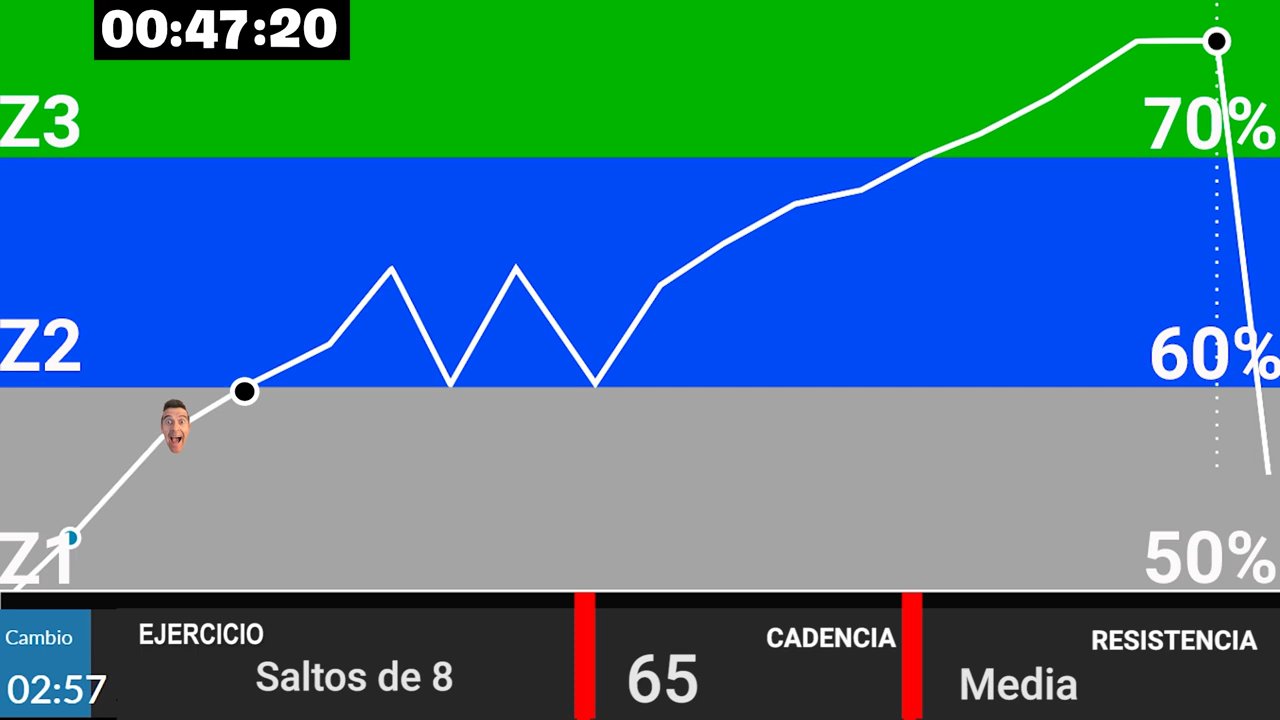 00:47:20
Z3
70%
Z2
60%
Z1
50%
Cambio
02:57
EJERCICIO
Saltos de 8
CADENCIA
65
RESISTENCIA
Media